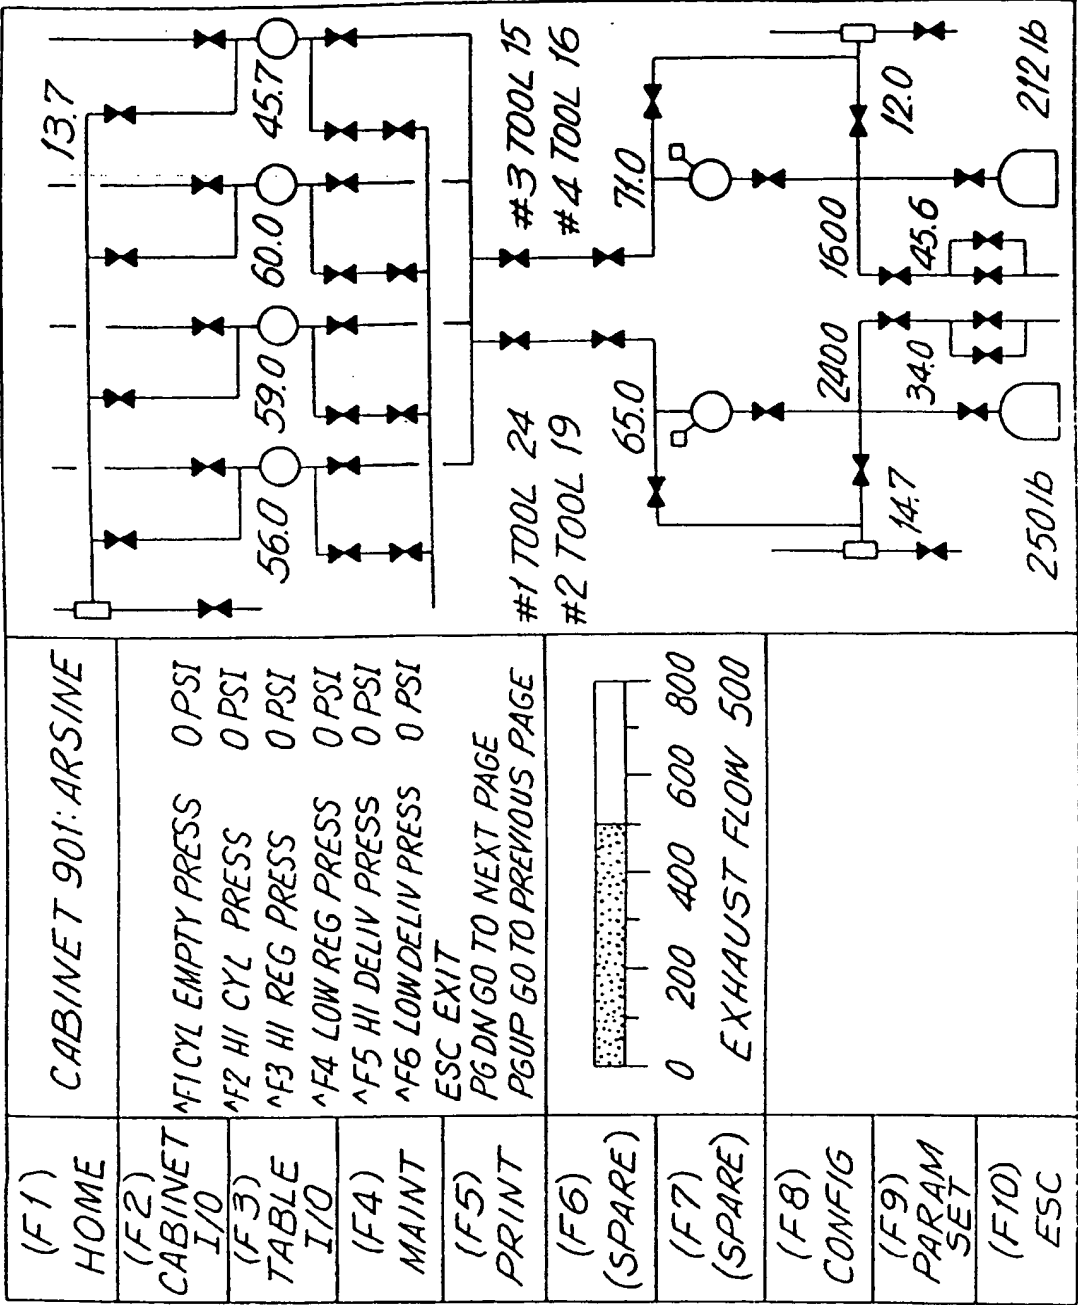 (F1)
HOME
(F2)
CABINET
I/O
(F3)
TABLE
I/O
(F4)
MAINT
(F5)
PRINT
(F6)
(SPARE)
(F7)
(SPARE)
(F8)
CONFIG
(F9)
PARAM
SET
(F10)
ESC
CABINET 901: ARSINE
^F1 CYL EMPTY PRESS 0 PSI
^F2 HI CYL PRESS 0 PSI
^F3 HI REG PRESS 0 PSI
^F4 LOW REG PRESS 0 PSI
^F5 HI DELIV PRESS 0 PSI
^F6 LOW DELIV PRESS 0 PSI
ESC EXIT
PGDN GO TO NEXT PAGE
PGUP GO TO PREVIOUS PAGE
0 200 400 600 800
EXHAUST FLOW 500
13.7
56.0 59.0 60.0 45.7
#1 TOOL 24
#2 TOOL 19
#3 TOOL 15
#4 TOOL 16
65.0 71.0
2400 1600
14.7 34.0 45.6 12.0
250 lb 212 lb